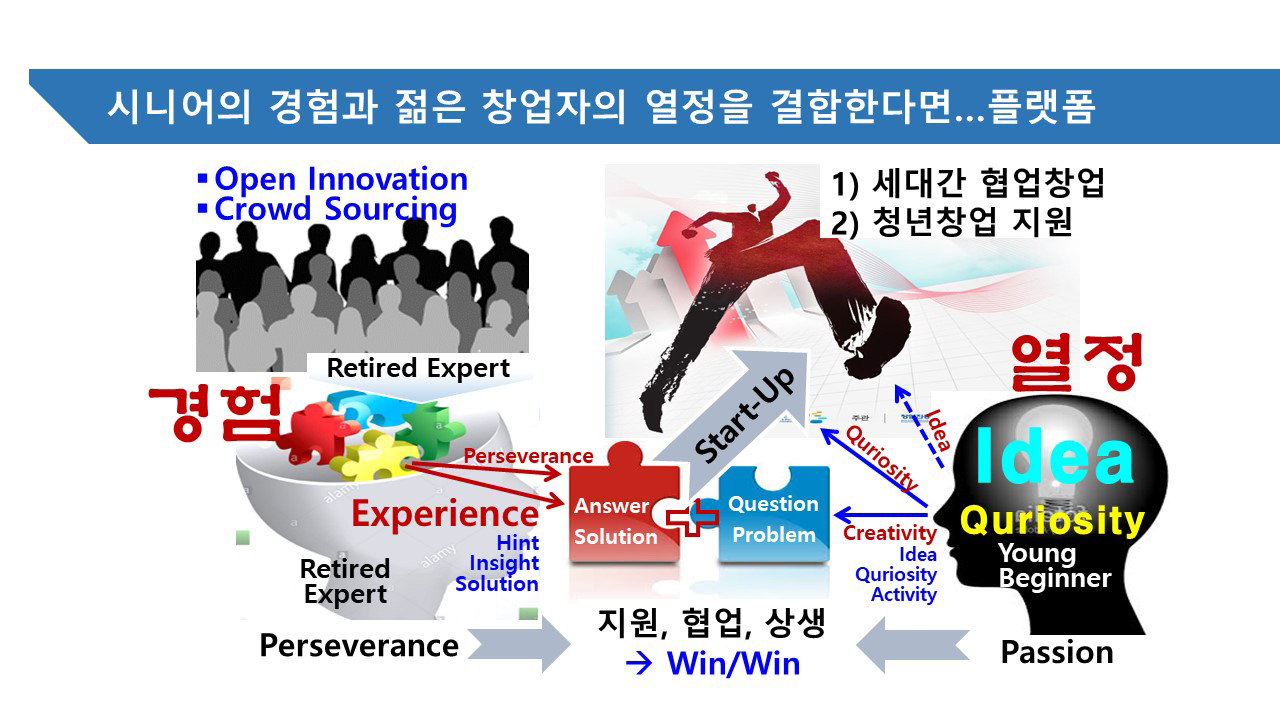 시니어의 경험과 젊은 창업자의 열정을 결합한다면...플랫폼
▪Open Innovation
▪Crowd Sourcing
1) 세대간 협업창업
2) 청년창업 지원
Retired Expert
경험
열정
Start-Up
주관
Idea
Quriosity
Perseverance
Experience
Hint
Insight
Solution
Retired
Expert
Answer
Solution
Question
Problem
Creativity
Idea
Quriosity
Activity
Idea
Quriosity
Young
Beginner
alamy
alamy
a
a
a
a
Perseverance
지원, 협업, 상생
→ Win/Win
Passion